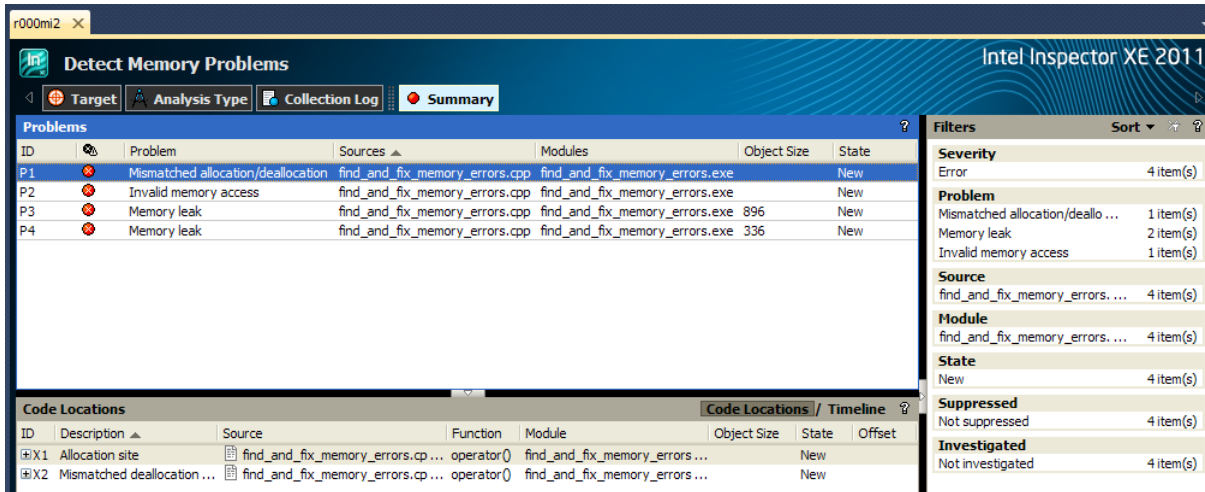 r000mi2
Detect Memory Problems
Intel Inspector XE 2011
Target Analysis Type Collection Log Summary
Problems ?
ID Problem Sources Modules Object Size State
P1 Mismatched allocation/deallocation find_and_fix_memory_errors.cpp find_and_fix_memory_errors.exe New
P2 Invalid memory access find_and_fix_memory_errors.cpp find_and_fix_memory_errors.exe New
P3 Memory leak find_and_fix_memory_errors.cpp find_and_fix_memory_errors.exe 896 New
P4 Memory leak find_and_fix_memory_errors.cpp find_and_fix_memory_errors.exe 336 New
Code Locations Code Locations / Timeline ?
ID Description Source Function Module Object Size State Offset
X1 Allocation site find_and_fix_memory_errors.cp ... operator() find_and_fix_memory_errors ... New
X2 Mismatched deallocation ... find_and_fix_memory_errors.cp ... operator() find_and_fix_memory_errors ... New
Filters Sort ?
Severity
Error 4 item(s)
Problem
Mismatched allocation/deallo ... 1 item(s)
Memory leak 2 item(s)
Invalid memory access 1 item(s)
Source
find_and_fix_memory_errors. ... 4 item(s)
Module
find_and_fix_memory_errors. ... 4 item(s)
State
New 4 item(s)
Suppressed
Not suppressed 4 item(s)
Investigated
Not investigated 4 item(s)